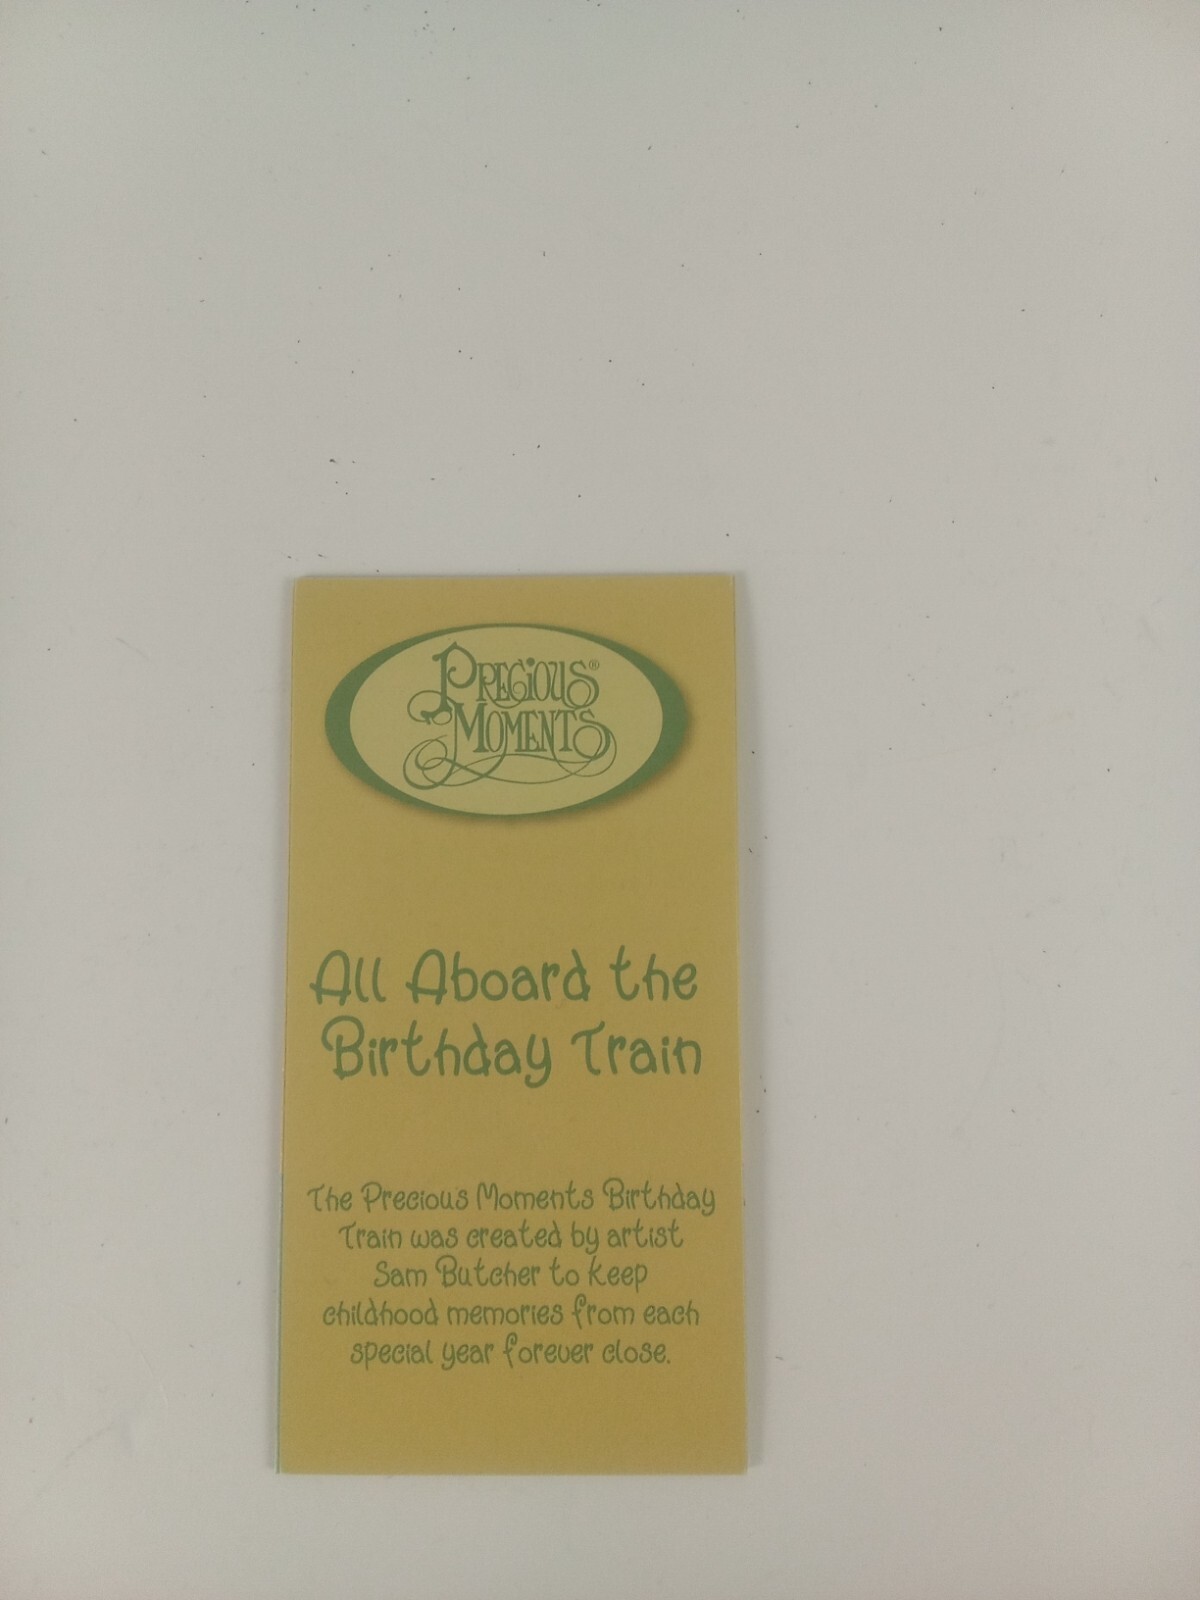 PRECIOUS®
MOMENTS
All Aboard the
Birthday Train
The Precious Moments Birthday
Train was created by artist
Sam Butcher to keep
childhood memories from each
special year forever close.